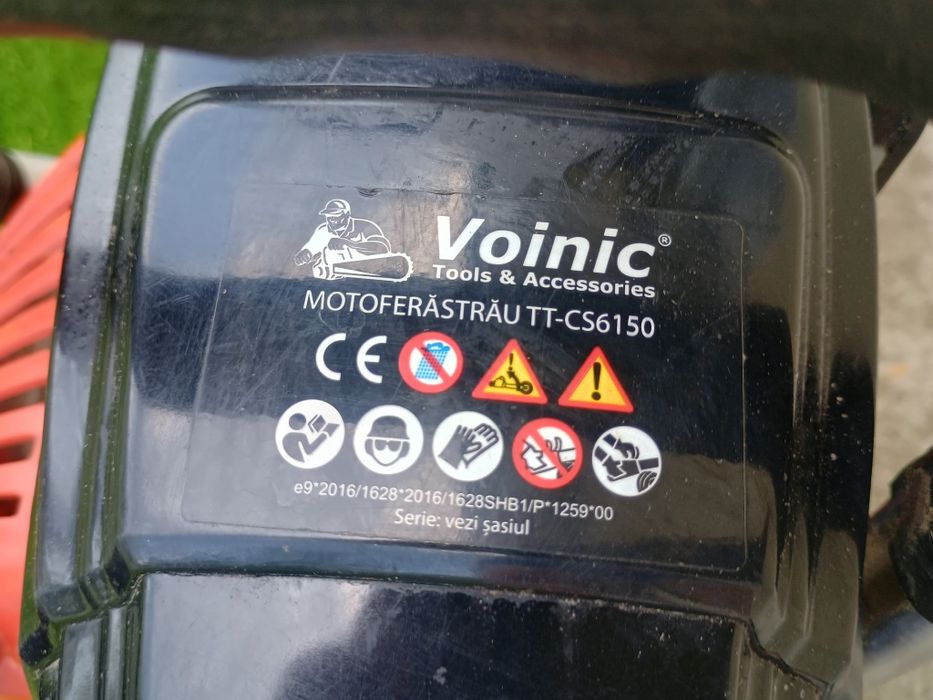 Voinic®
Tools & Accessories
MOTOFERĂSTRĂU TT-CS6150
CE
e9*2016/1628*2016/1628SHB1/P*1259*00
Serie: vezi șasiul